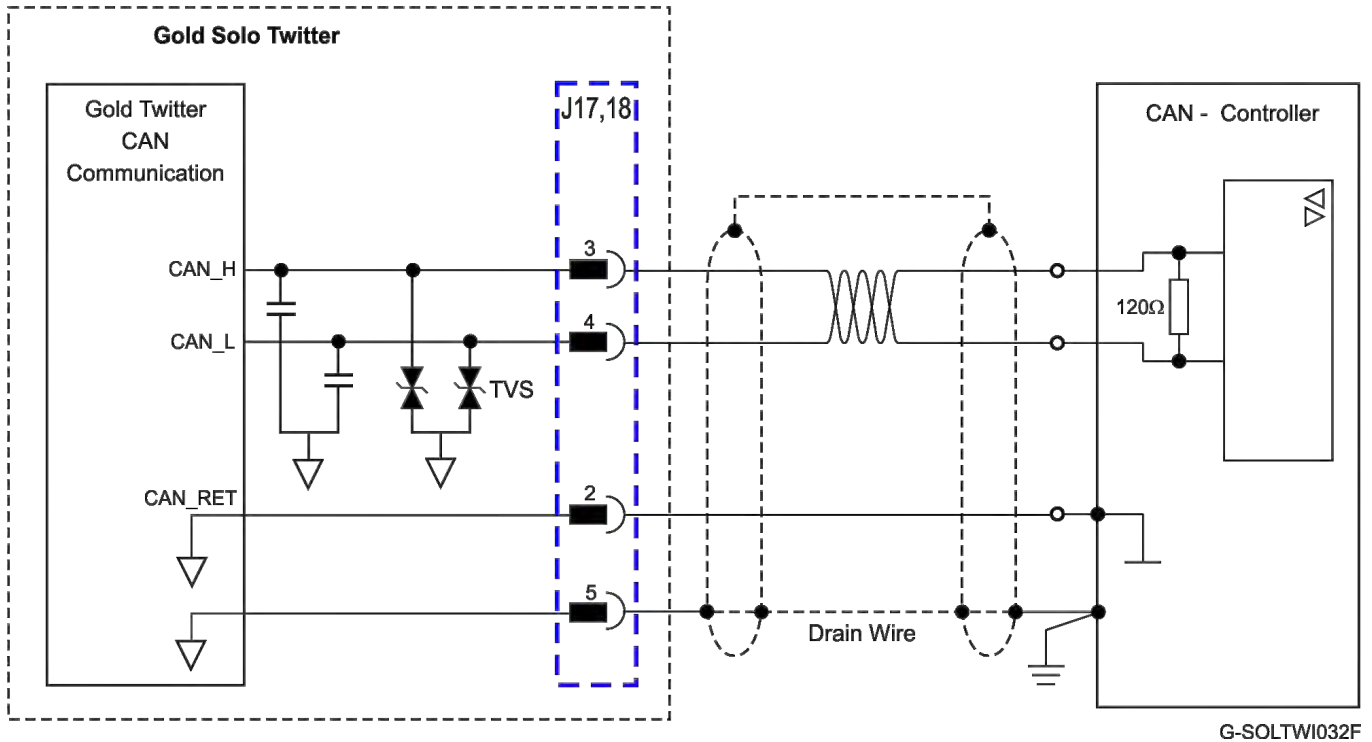 Gold Solo Twitter
Gold Twitter
CAN
Communication
J17,18
CAN - Controller
CAN_H
3
120Ω
CAN_L
4
TVS
CAN_RET
2
5
Drain Wire
G-SOLTWI032F